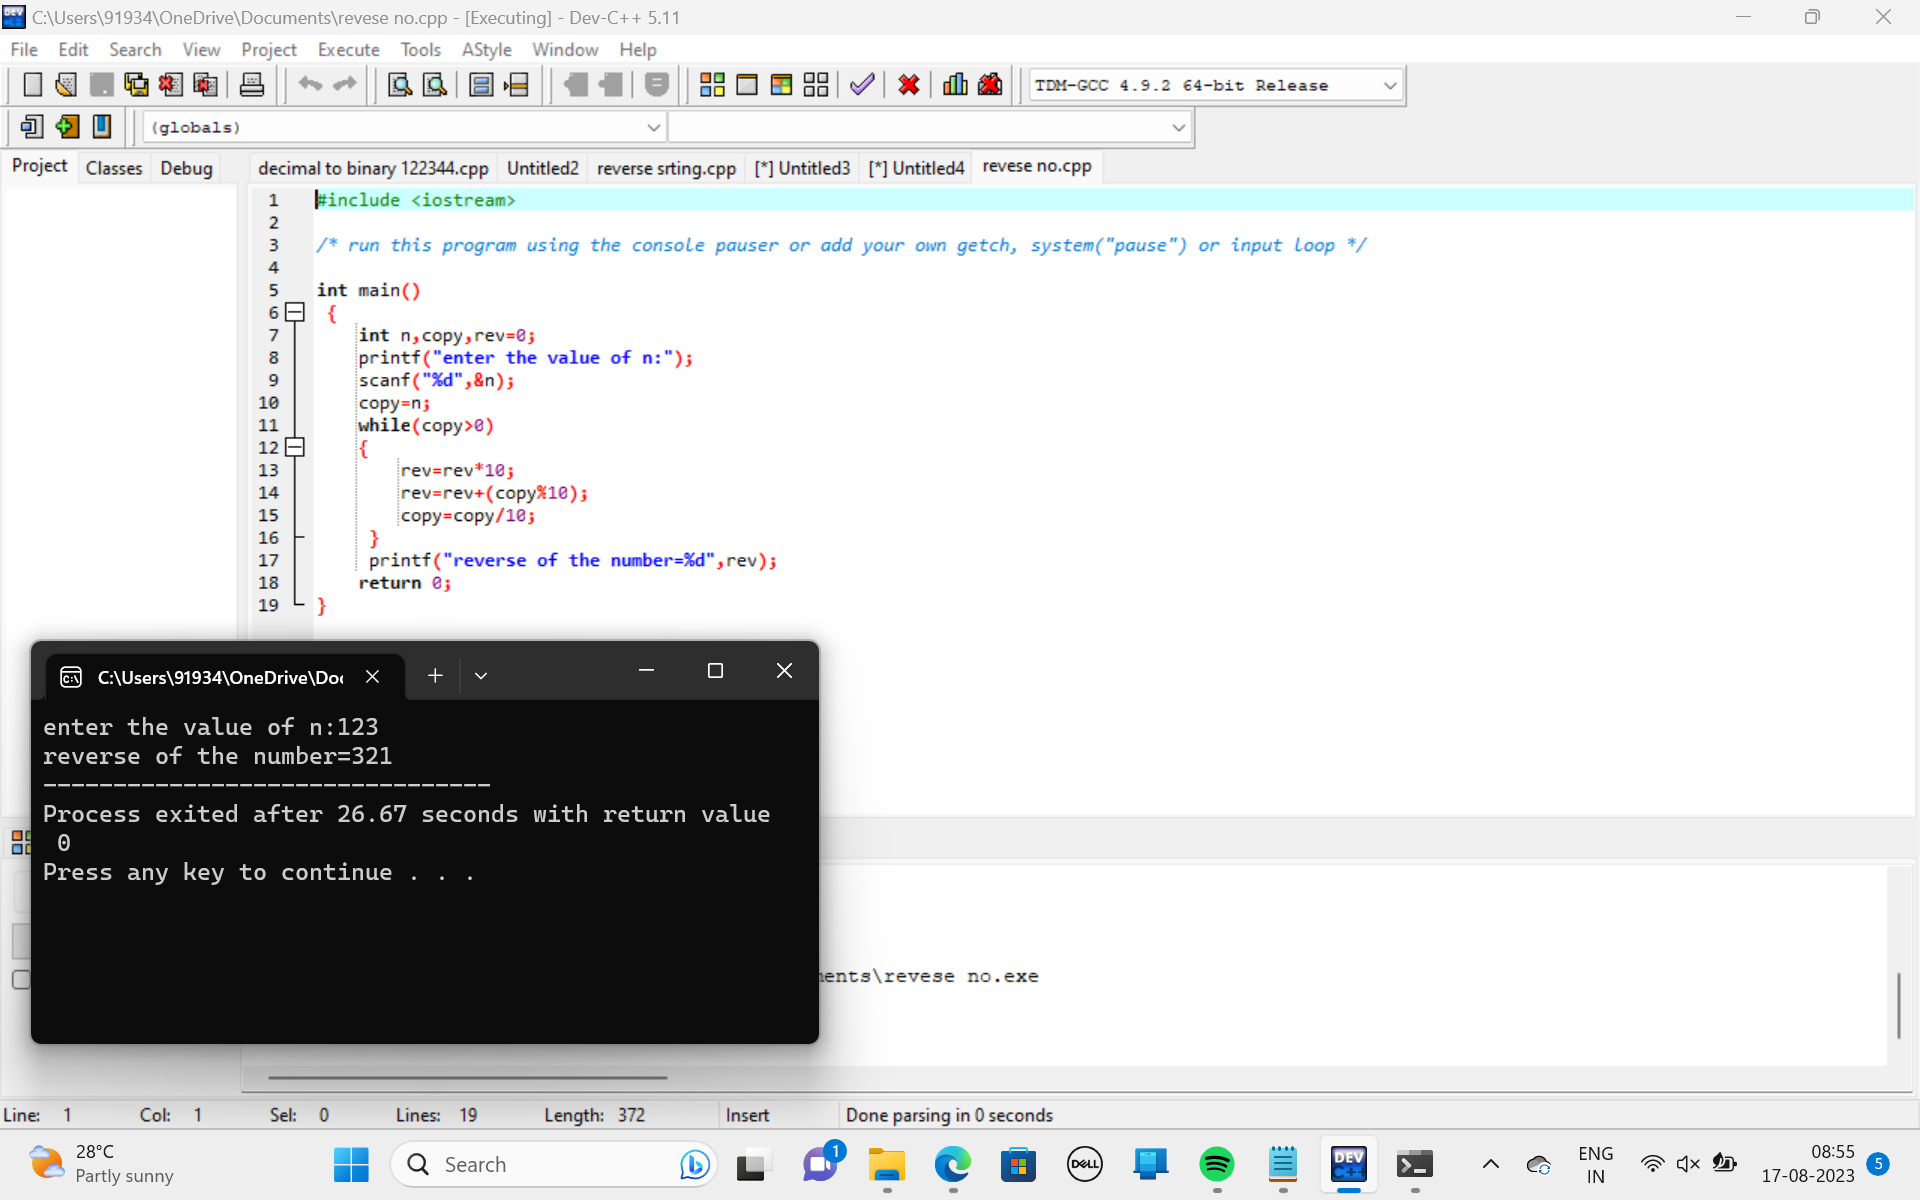 C:\Users\91934\OneDrive\Documents\revese no.cpp - [Executing] - Dev-C++ 5.11
File Edit Search View Project Execute Tools AStyle Window Help
TDM-GCC 4.9.2 64-bit Release
(globals)
Project Classes Debug
decimal to binary 122344.cpp Untitled2 reverse srting.cpp [*] Untitled3 [*] Untitled4 revese no.cpp
1 #include <iostream>
2
3 /* run this program using the console pauser or add your own getch, system("pause") or input loop */
4
5 int main()
6 {
7 int n,copy,rev=0;
8 printf("enter the value of n:");
9 scanf("%d",&n);
10 copy=n;
11 while(copy>0)
12 {
13 rev=rev*10;
14 rev=rev+(copy%10);
15 copy=copy/10;
16 }
17 printf("reverse of the number=%d",rev);
18 return 0;
19 }
C:\Users\91934\OneDrive\Doc
enter the value of n:123
reverse of the number=321
--------------------------------
Process exited after 26.67 seconds with return value
0
Press any key to continue . . .
ments\revese no.exe
Line: 1 Col: 1 Sel: 0 Lines: 19 Length: 372 Insert Done parsing in 0 seconds
28°C
Partly sunny
Search
1
DELL
DEV
C++
ENG
IN
08:55
17-08-2023
5